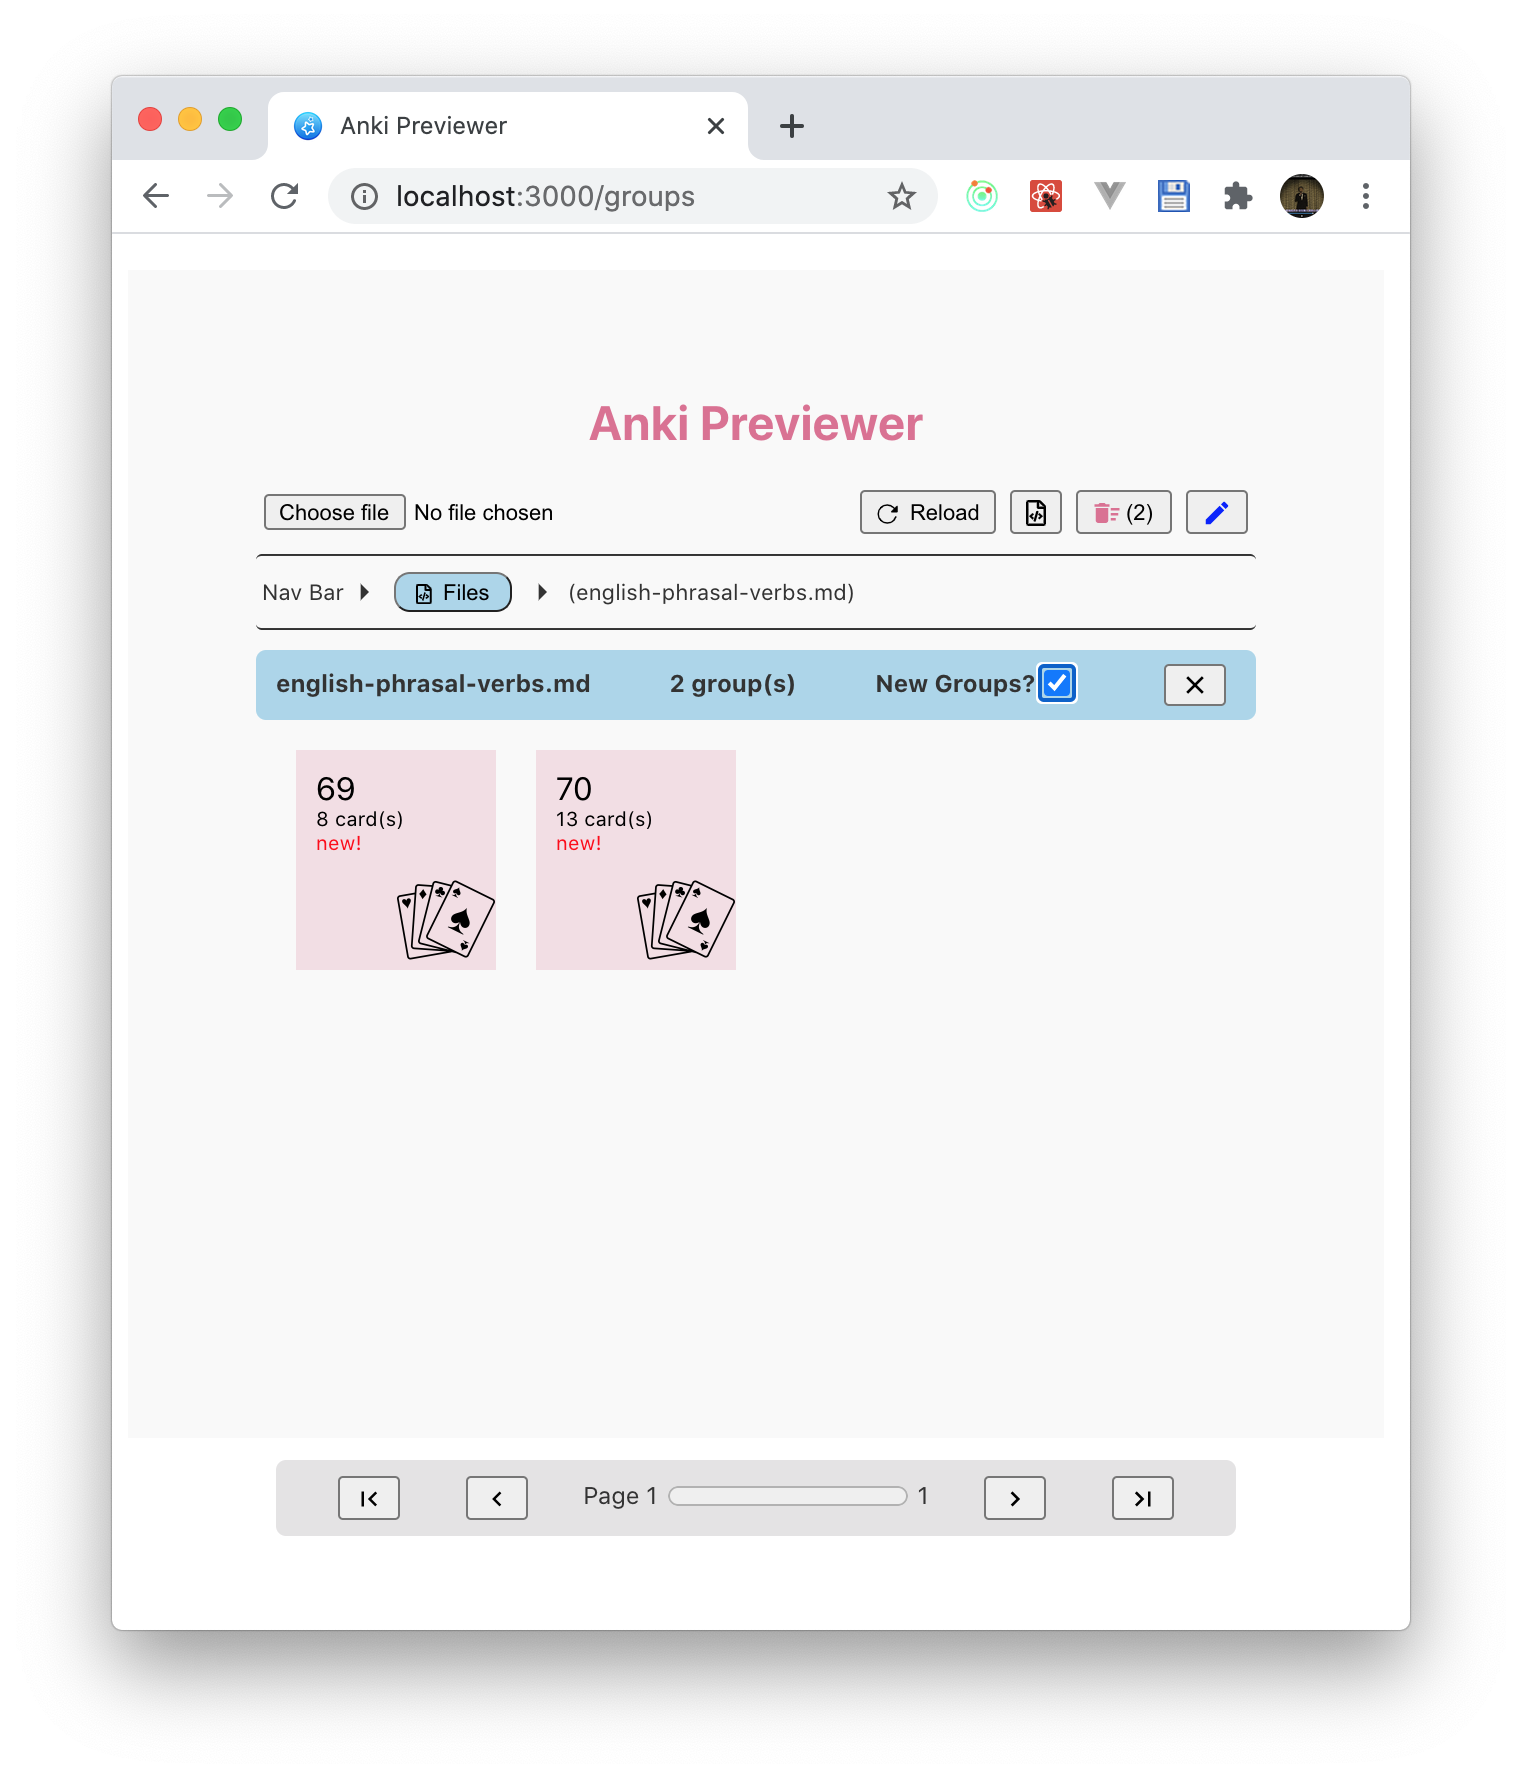 Anki Previewer
localhost:3000/groups
Anki Previewer
Choose file No file chosen Reload (2)
Nav Bar Files (english-phrasal-verbs.md)
english-phrasal-verbs.md 2 group(s) New Groups?
69 70
8 card(s) 13 card(s)
new! new!
Page 1 1